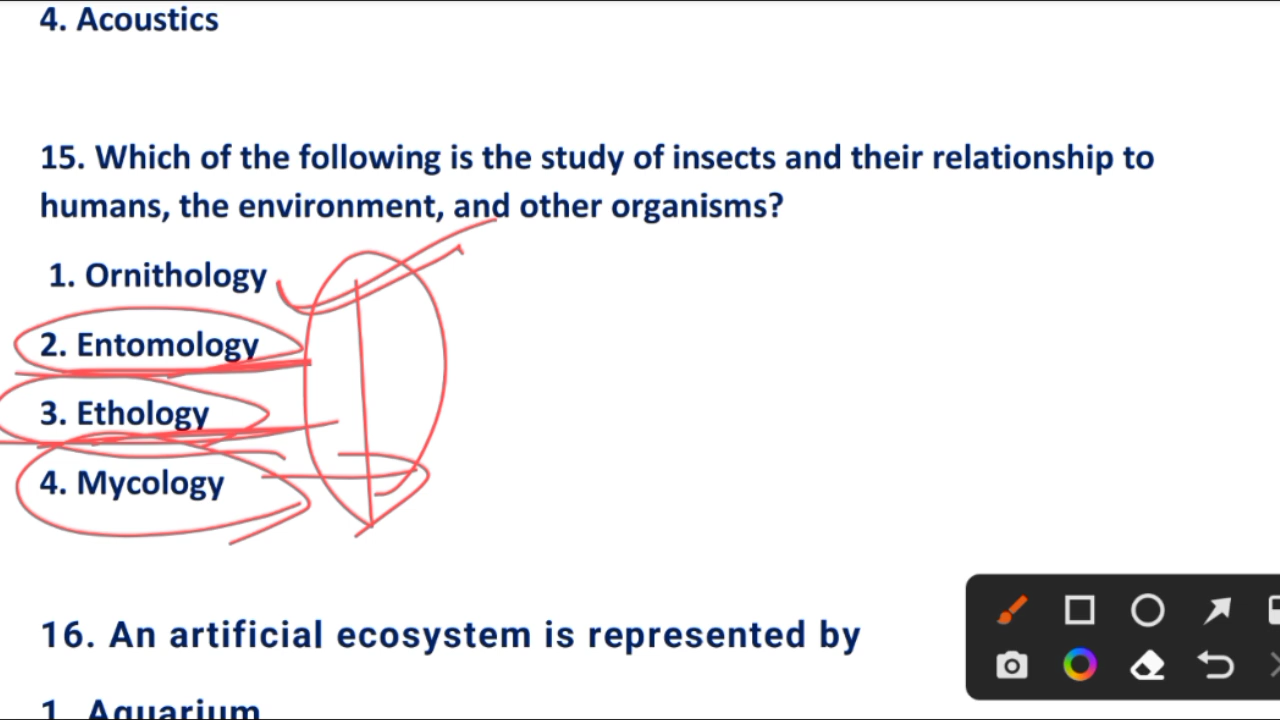 4. Acoustics
15. Which of the following is the study of insects and their relationship to
humans, the environment, and other organisms?
1. Ornithology
2. Entomology
3. Ethology
4. Mycology
16. An artificial ecosystem is represented by
1. Aquarium